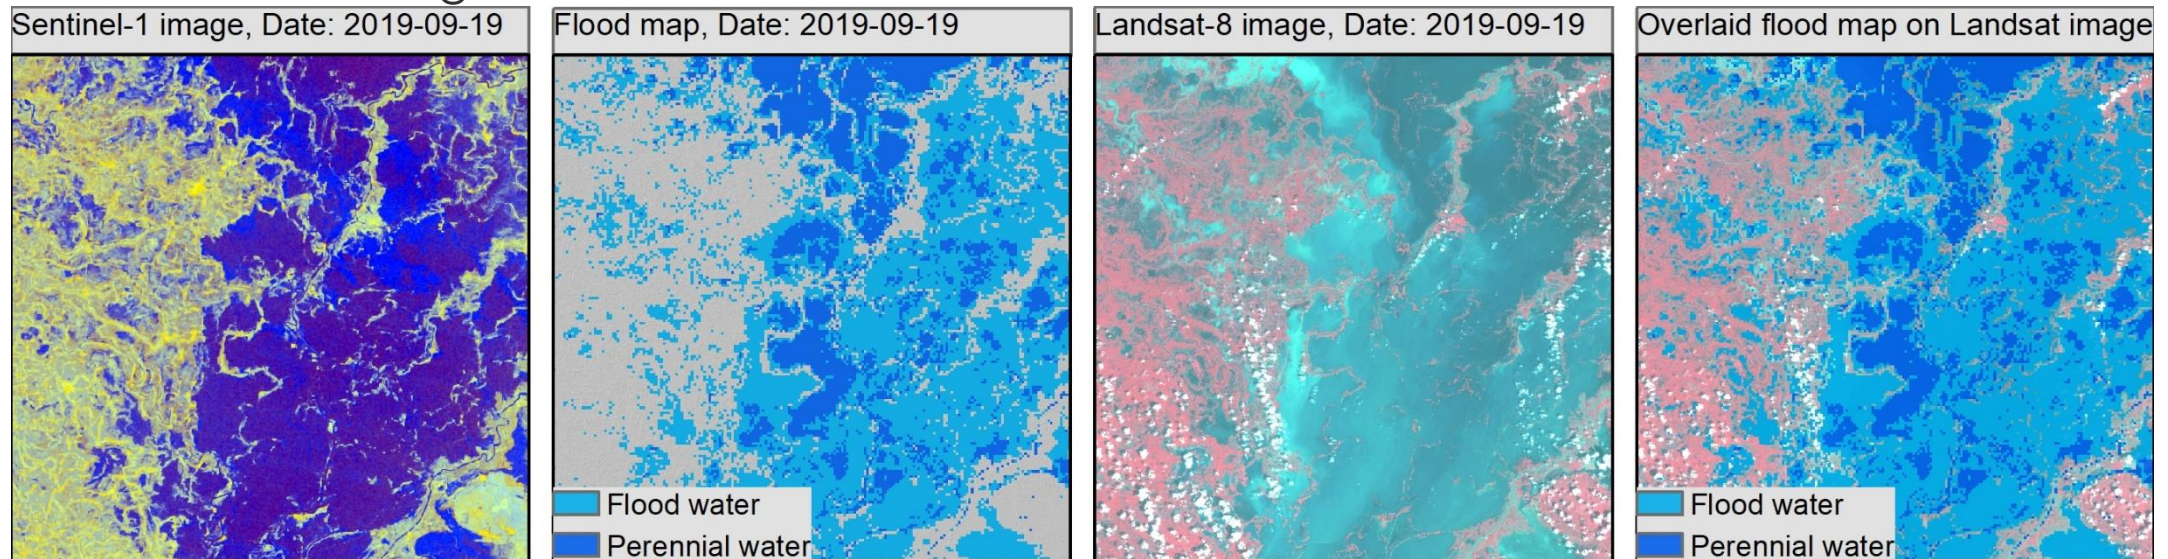 Sentinel-1 image, Date: 2019-09-19
Flood map, Date: 2019-09-19
Landsat-8 image, Date: 2019-09-19
Overlaid flood map on Landsat image
Flood water
Perennial water
Flood water
Perennial water